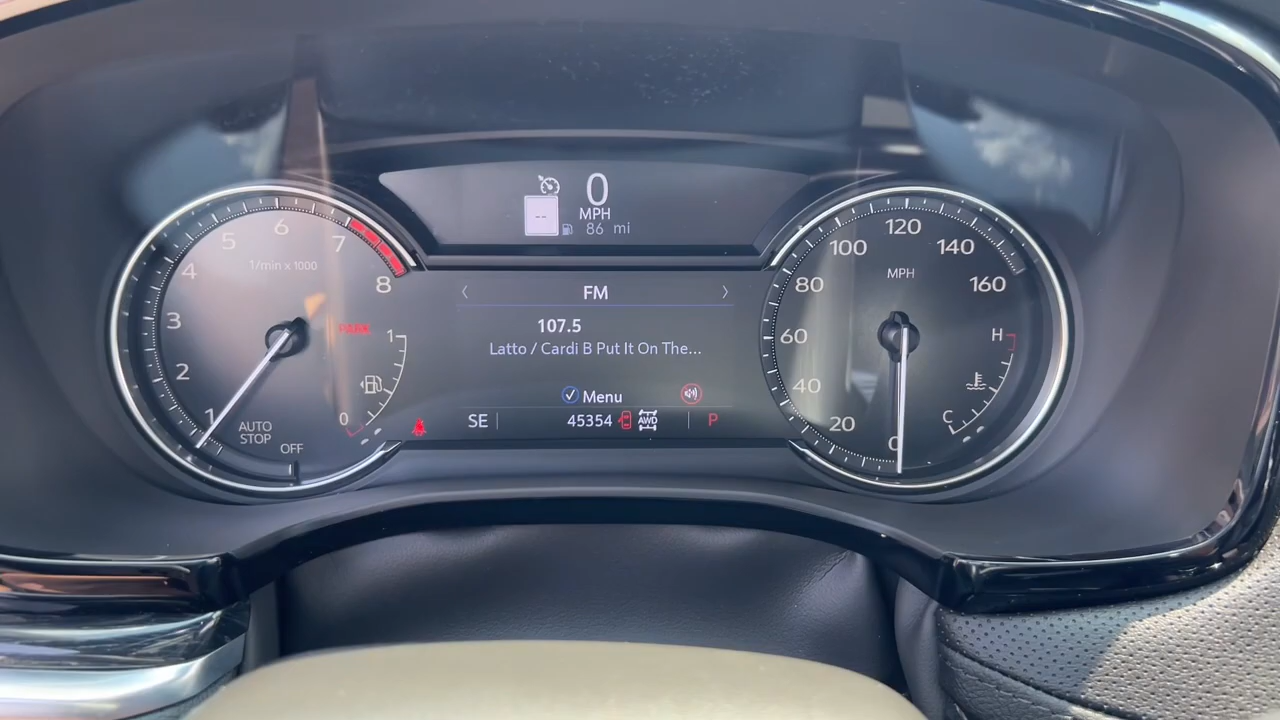 0
--
MPH
86 mi
1/min x 1000
1
2
3
4
5
6
7
8
PARK
1
0
AUTO
STOP
OFF
FM
107.5
Latto / Cardi B Put It On The...
Menu
SE
45354
AWD
P
0
20
40
60
80
100
120
140
160
MPH
H
C